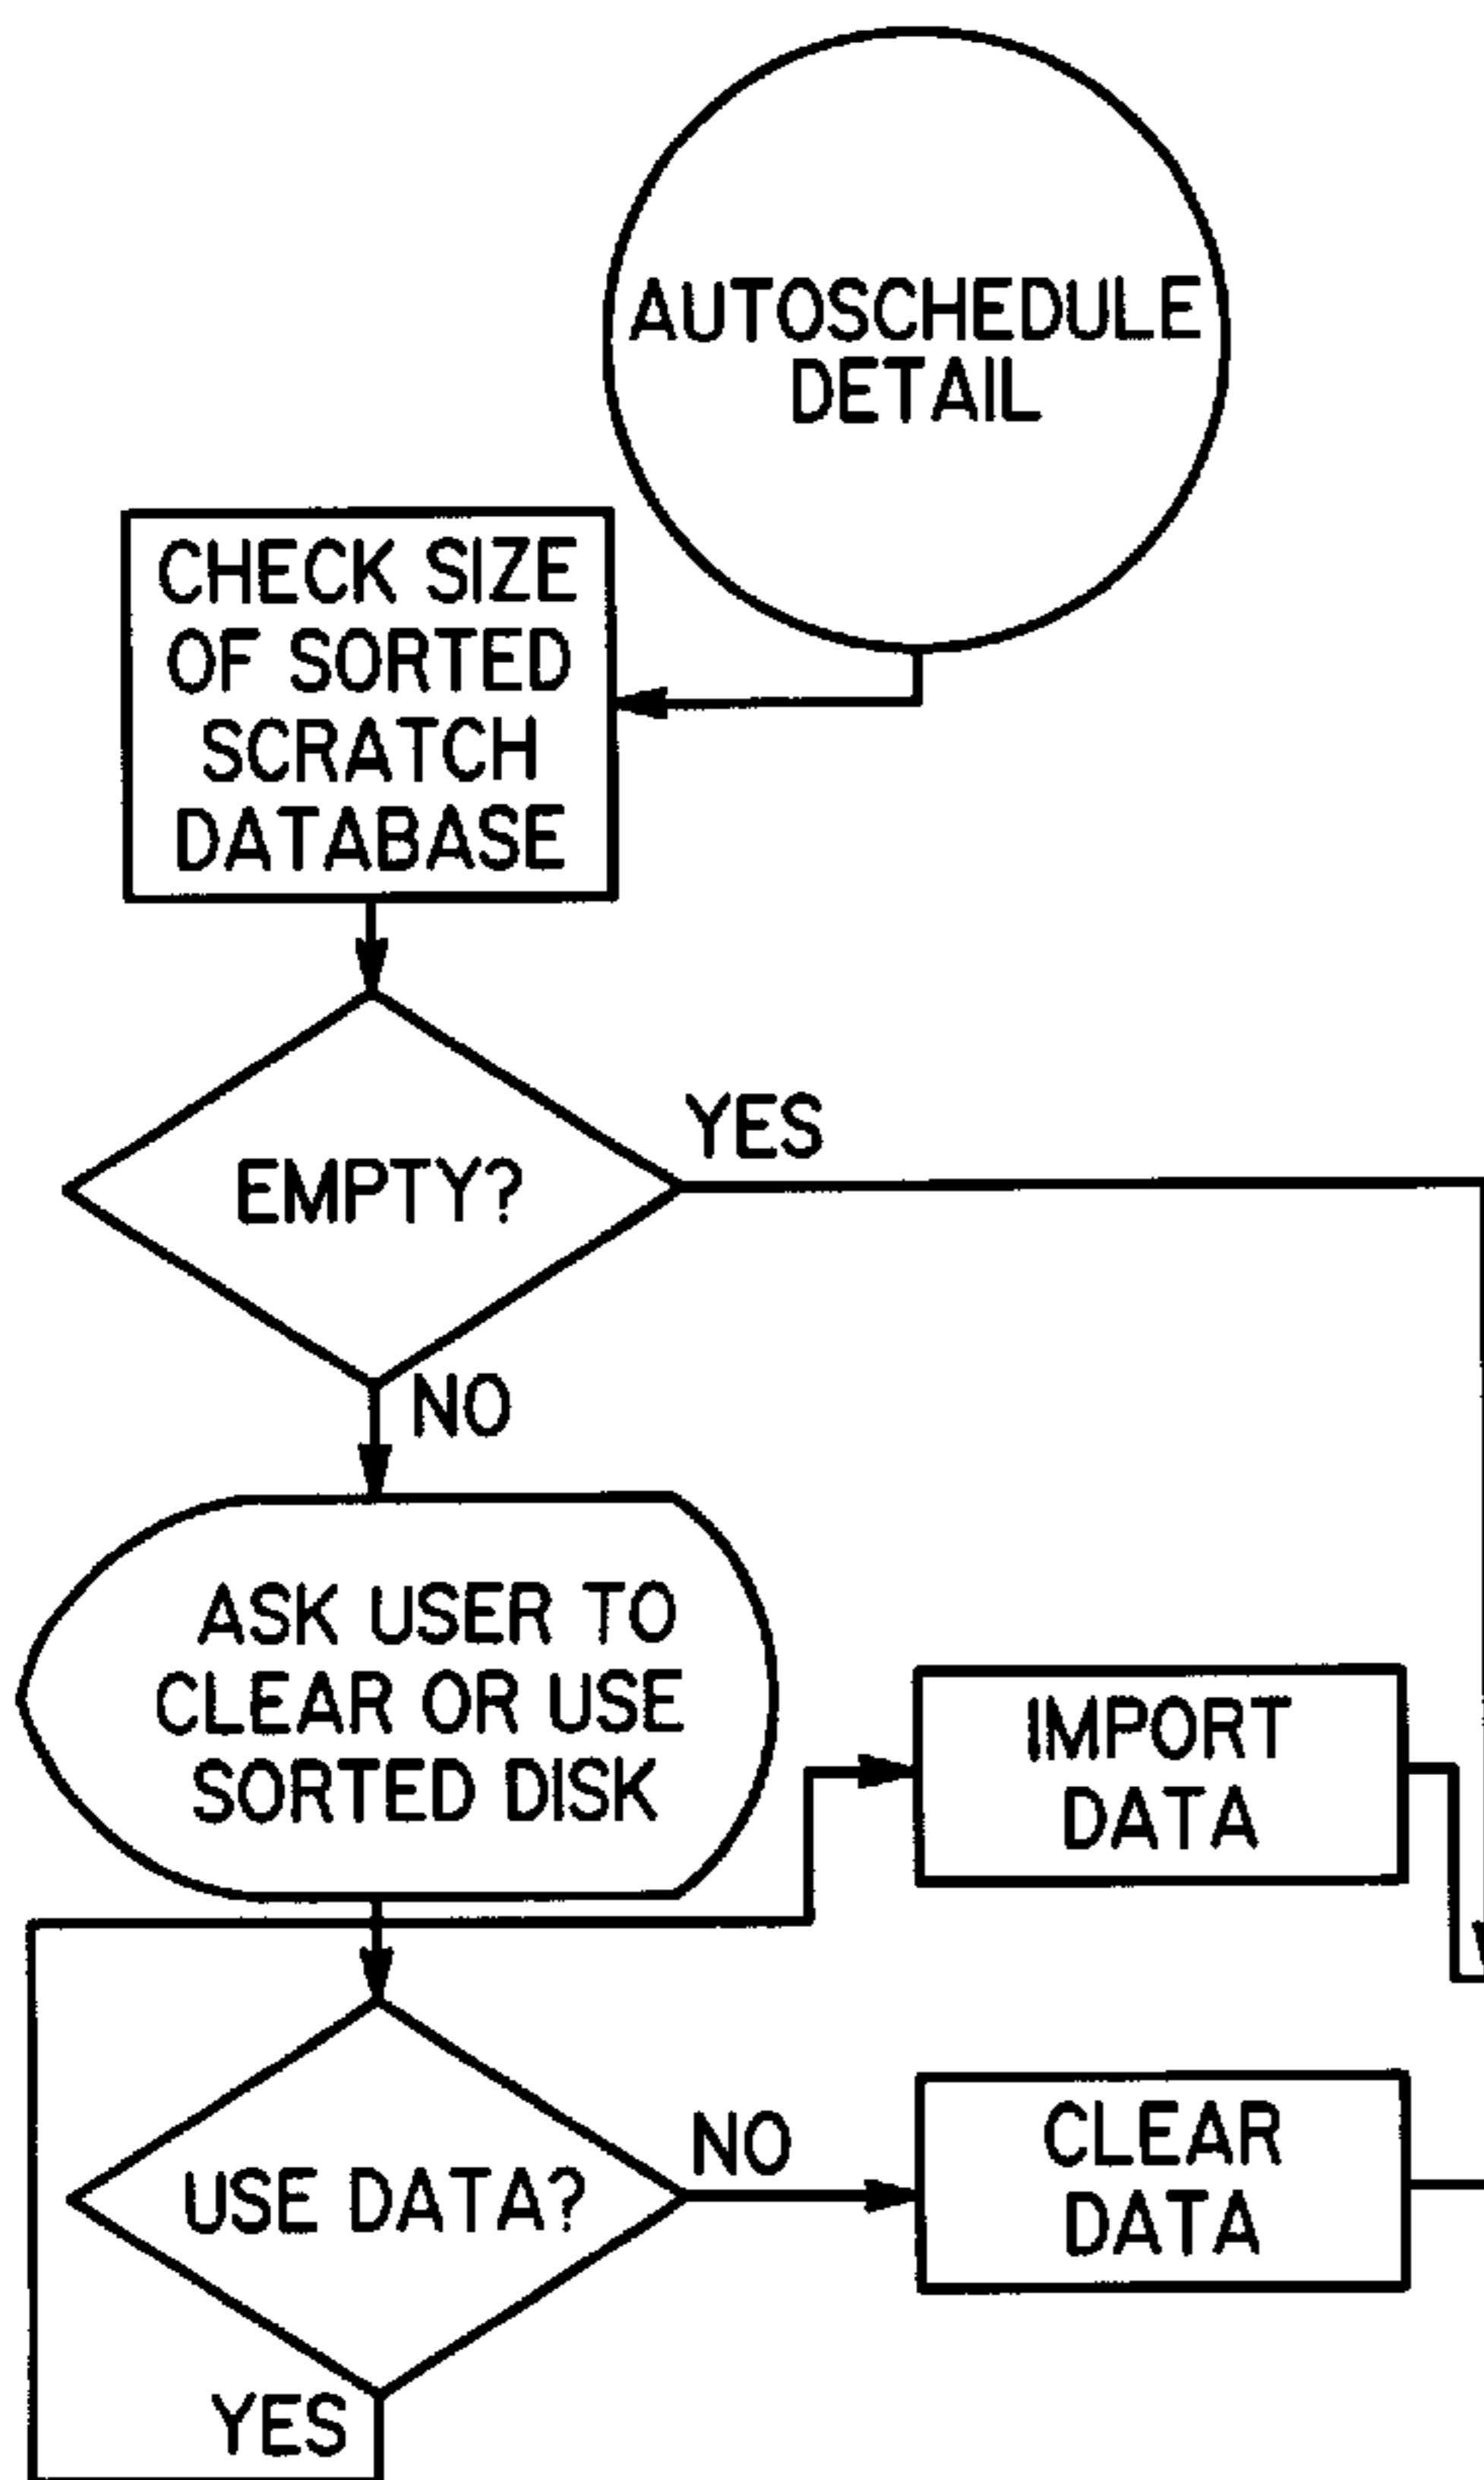 AUTOSCHEDULE
DETAIL
CHECK SIZE
OF SORTED
SCRATCH
DATABASE
EMPTY?
YES
NO
ASK USER TO
CLEAR OR USE
SORTED DISK
IMPORT
DATA
USE DATA?
NO
CLEAR
DATA
YES